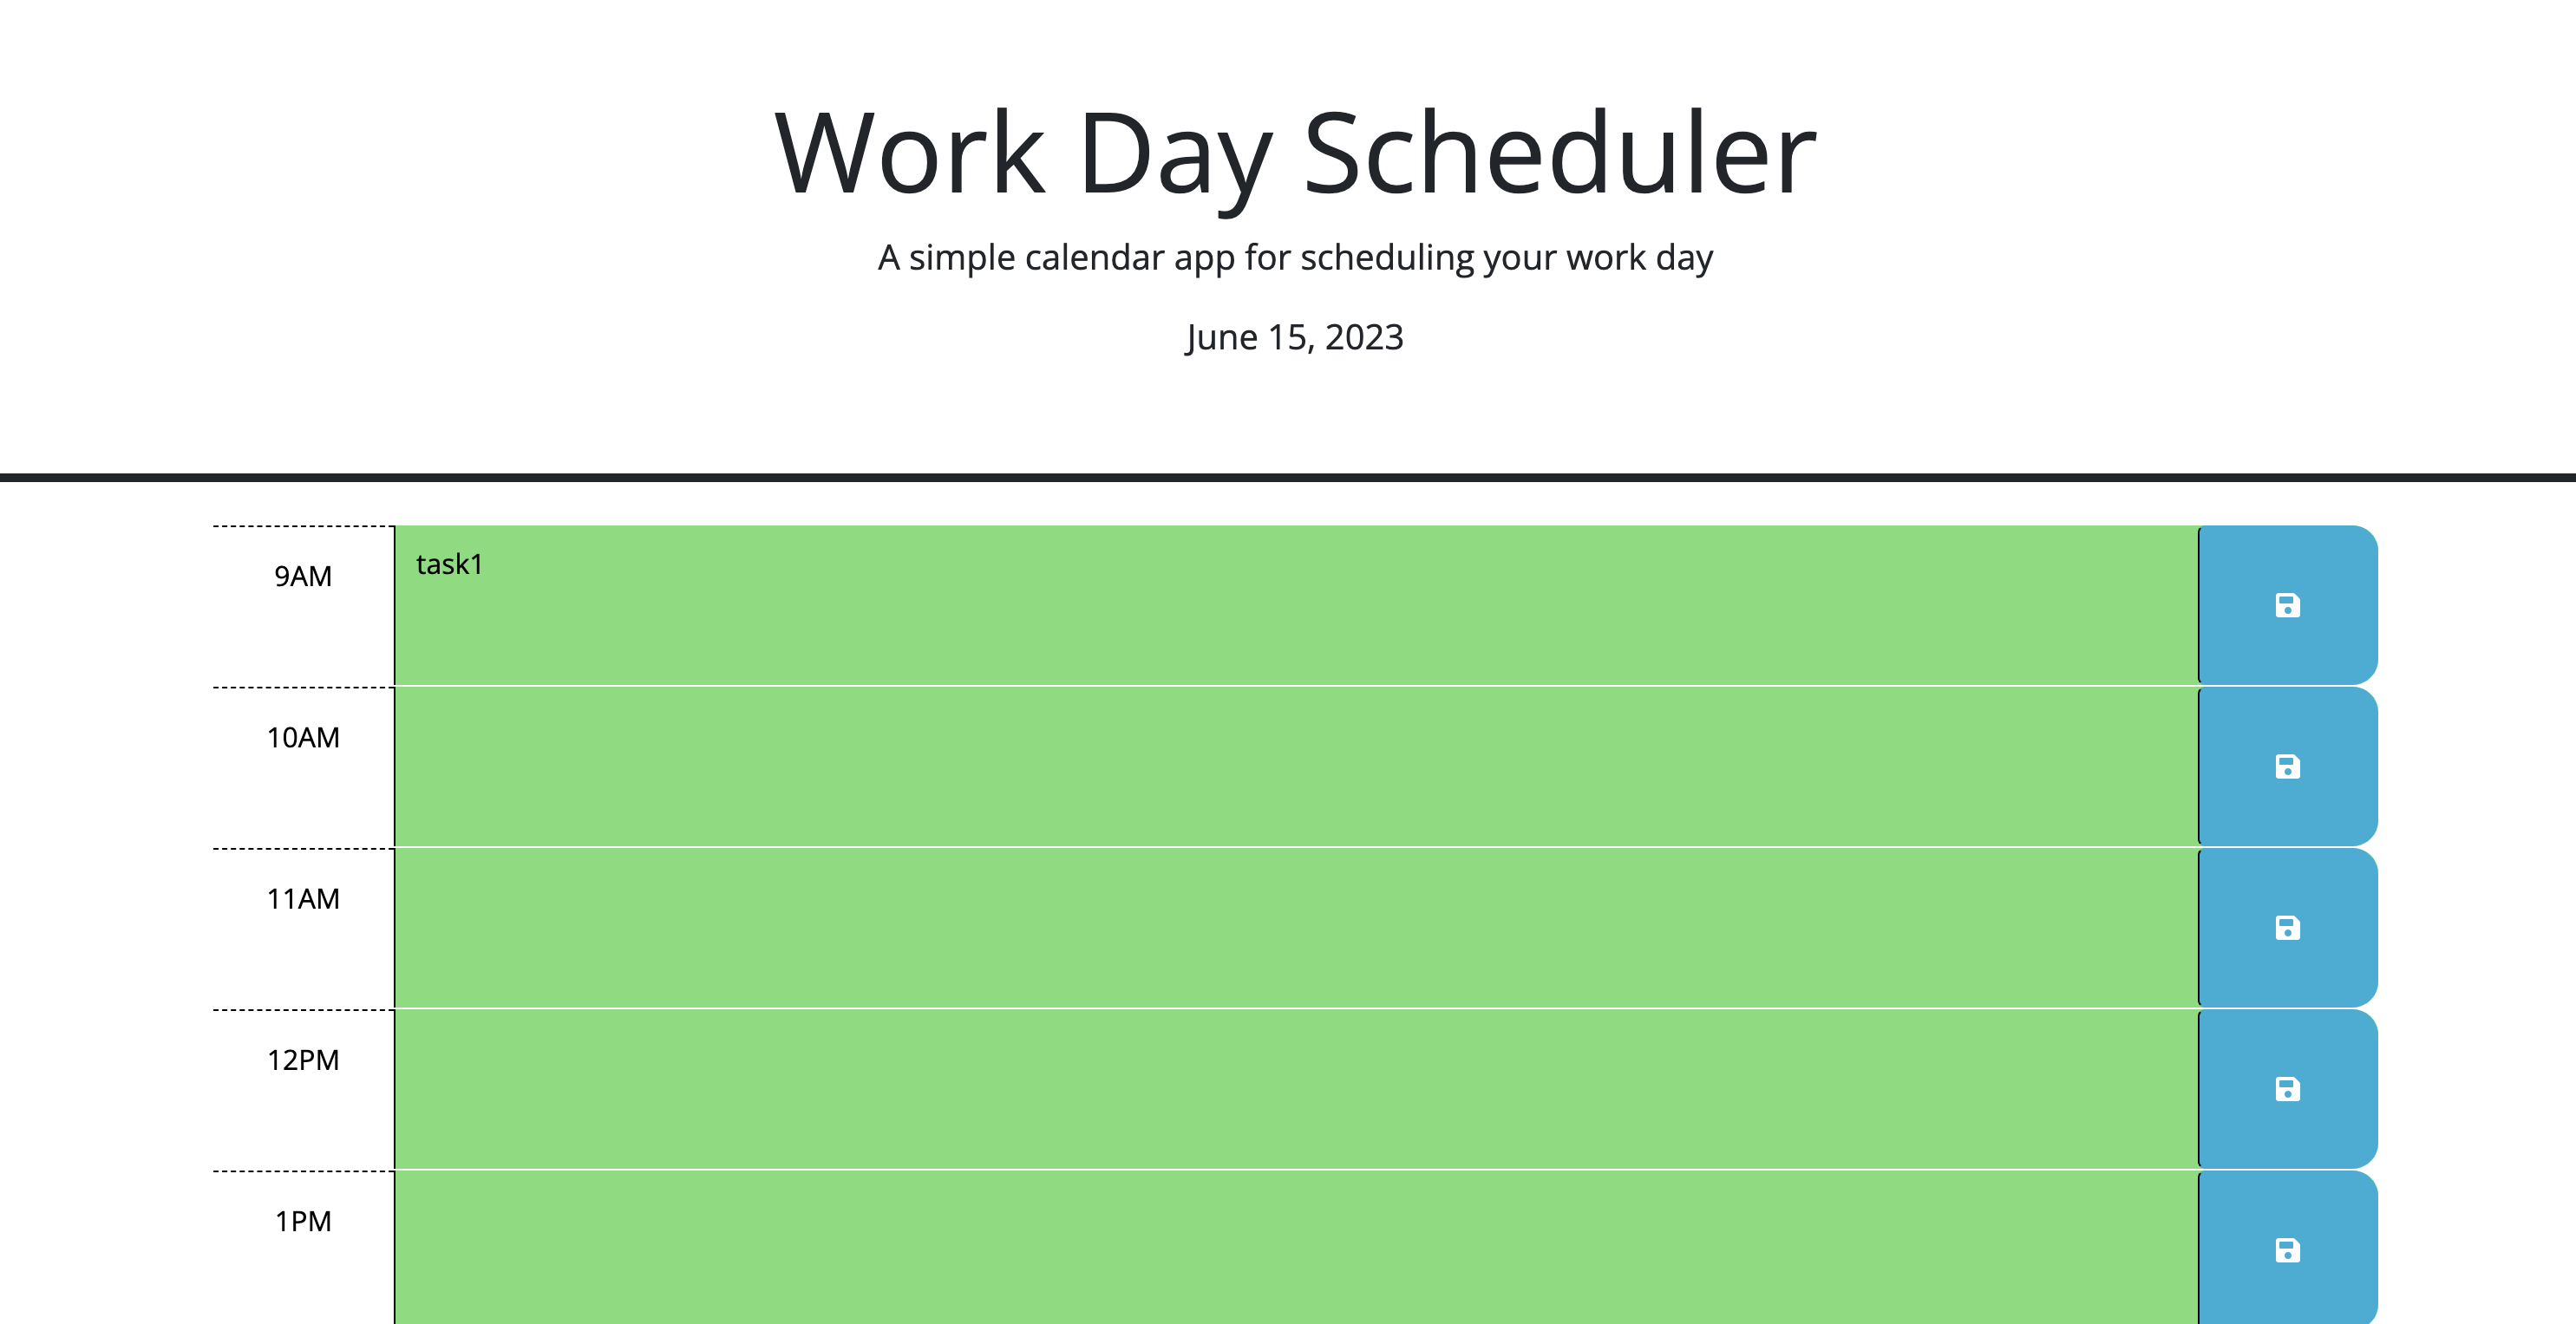 Work Day Scheduler
A simple calendar app for scheduling your work day
June 15, 2023
9AM
task1
10AM
11AM
12PM
1PM